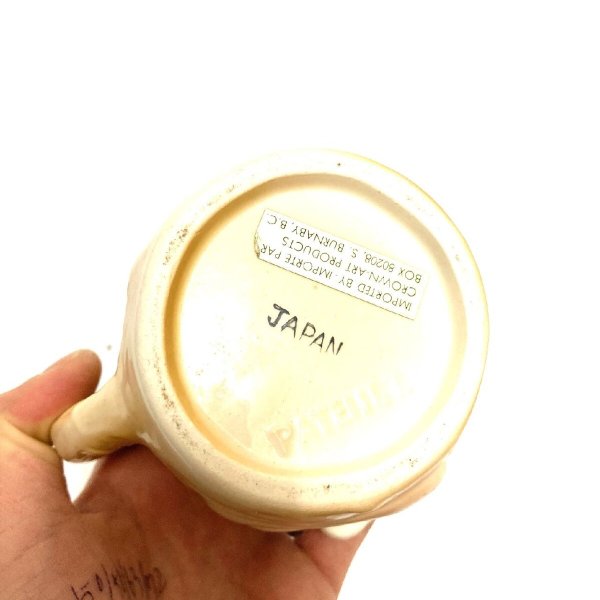 IMPORTED BY-IMPORTE PAR
CROWN-ART PRODUCTS
BOX 80208, S. BURNABY, B.C.
JAPAN